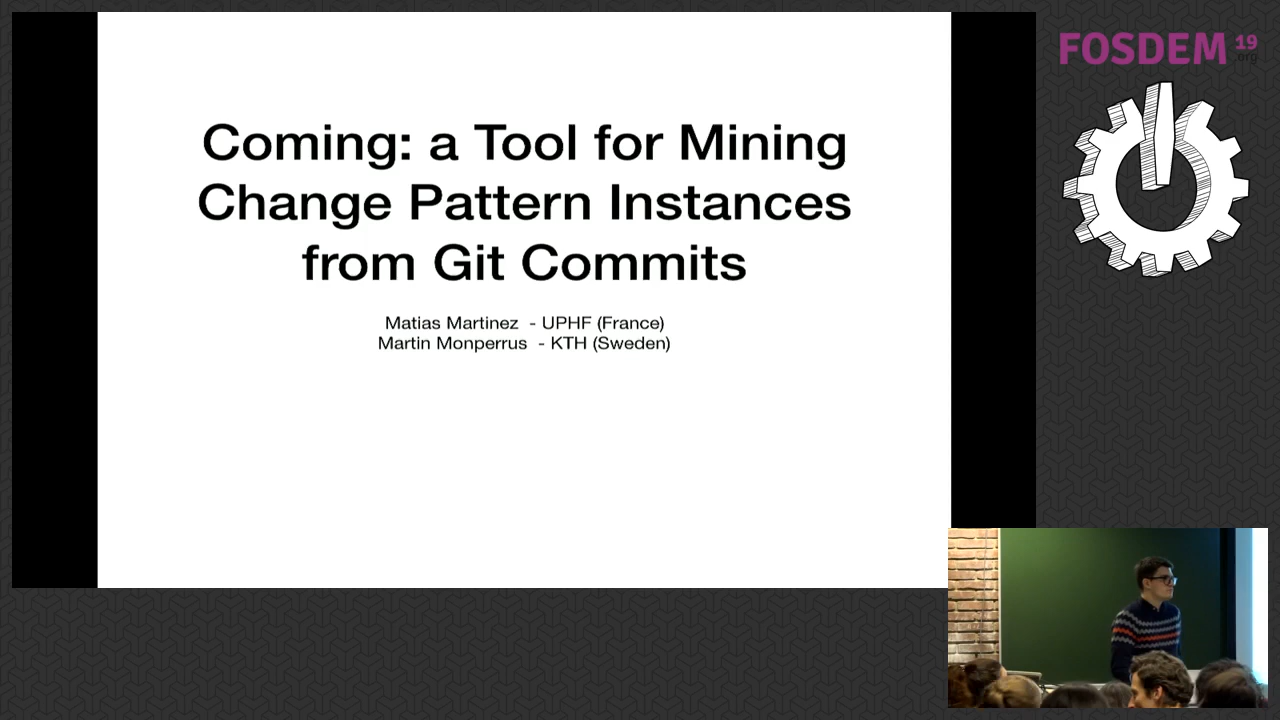 Coming: a Tool for Mining
Change Pattern Instances
from Git Commits
Matias Martinez - UPHF (France)
Martin Monperrus - KTH (Sweden)
FOSDEM 19
.org